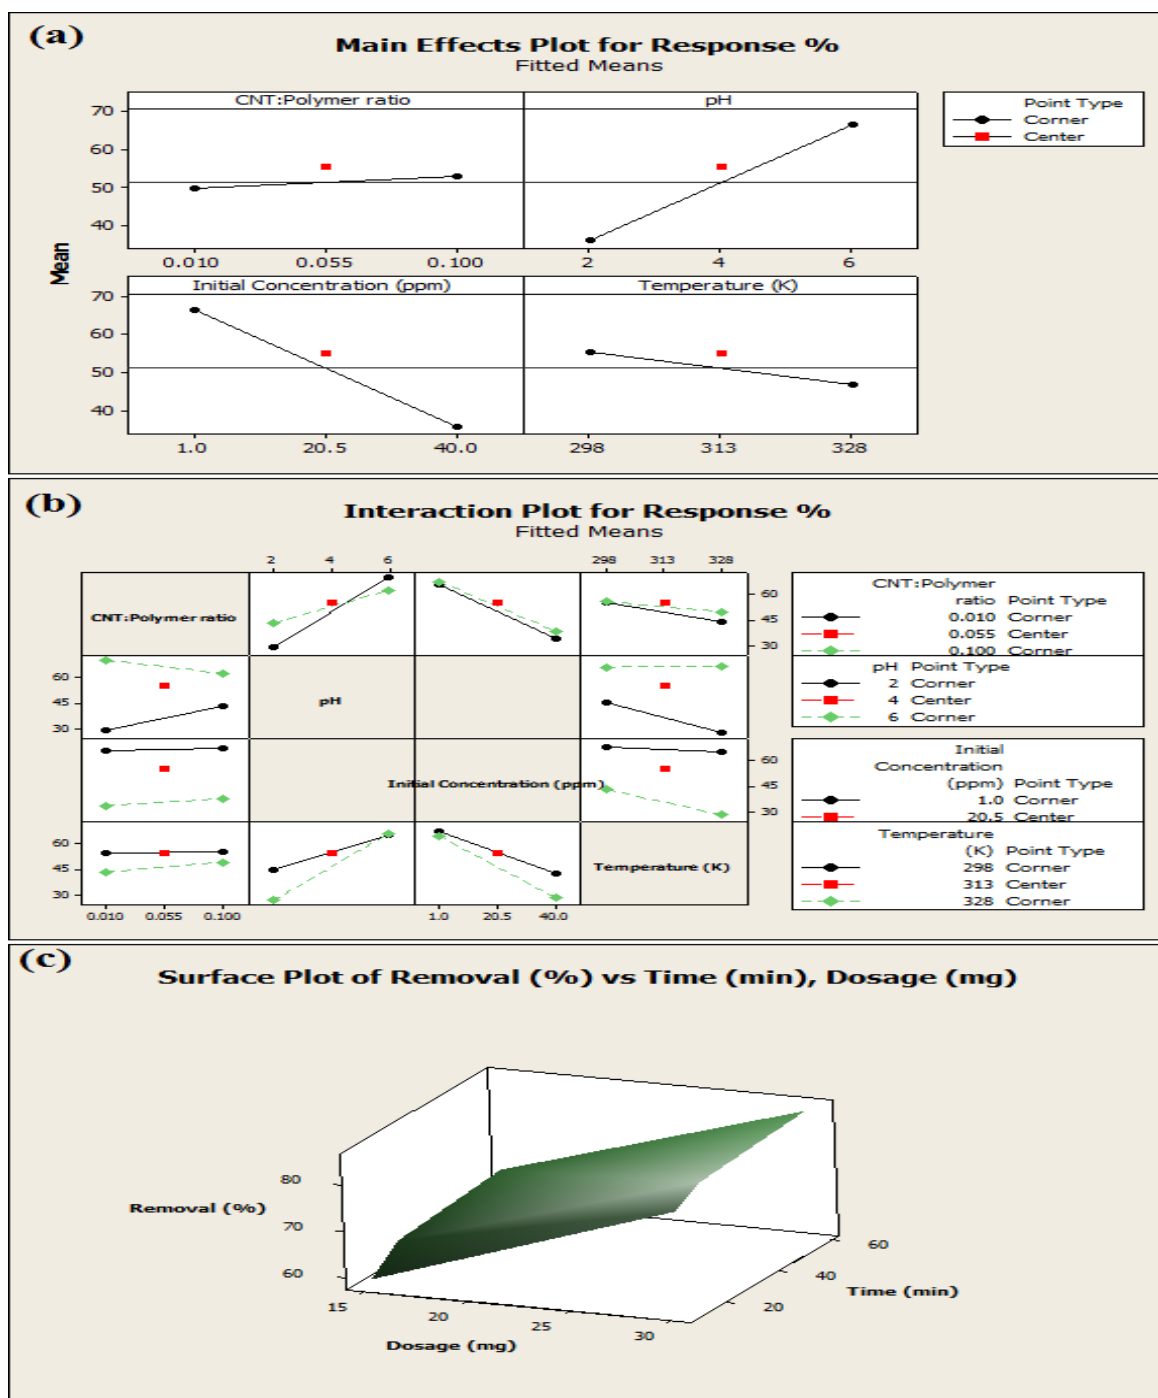 (a)
Main Effects Plot for Response %
Fitted Means
CNT:Polymer ratio
pH
Point Type
Corner
Center
70
60
50
40
0.010 0.055 0.100
2 4 6
Mean
Initial Concentration (ppm)
Temperature (K)
70
60
50
40
1.0 20.5 40.0
298 313 328
(b)
Interaction Plot for Response %
Fitted Means
2 4 6
298 313 328
CNT:Polymer ratio
60
45
30
CNT:Polymer
ratio Point Type
0.010 Corner
0.055 Center
0.100 Corner
60
45
30
pH
pH Point Type
2 Corner
4 Center
6 Corner
Initial Concentration (ppm)
60
45
30
Initial
Concentration
(ppm) Point Type
1.0 Corner
20.5 Center
60
45
30
Temperature (K)
Temperature
(K) Point Type
298 Corner
313 Center
328 Corner
0.010 0.055 0.100
1.0 20.5 40.0
(c)
Surface Plot of Removal (%) vs Time (min), Dosage (mg)
80
Removal (%)
70
60
15
20
25
30
Dosage (mg)
60
40
20
Time (min)